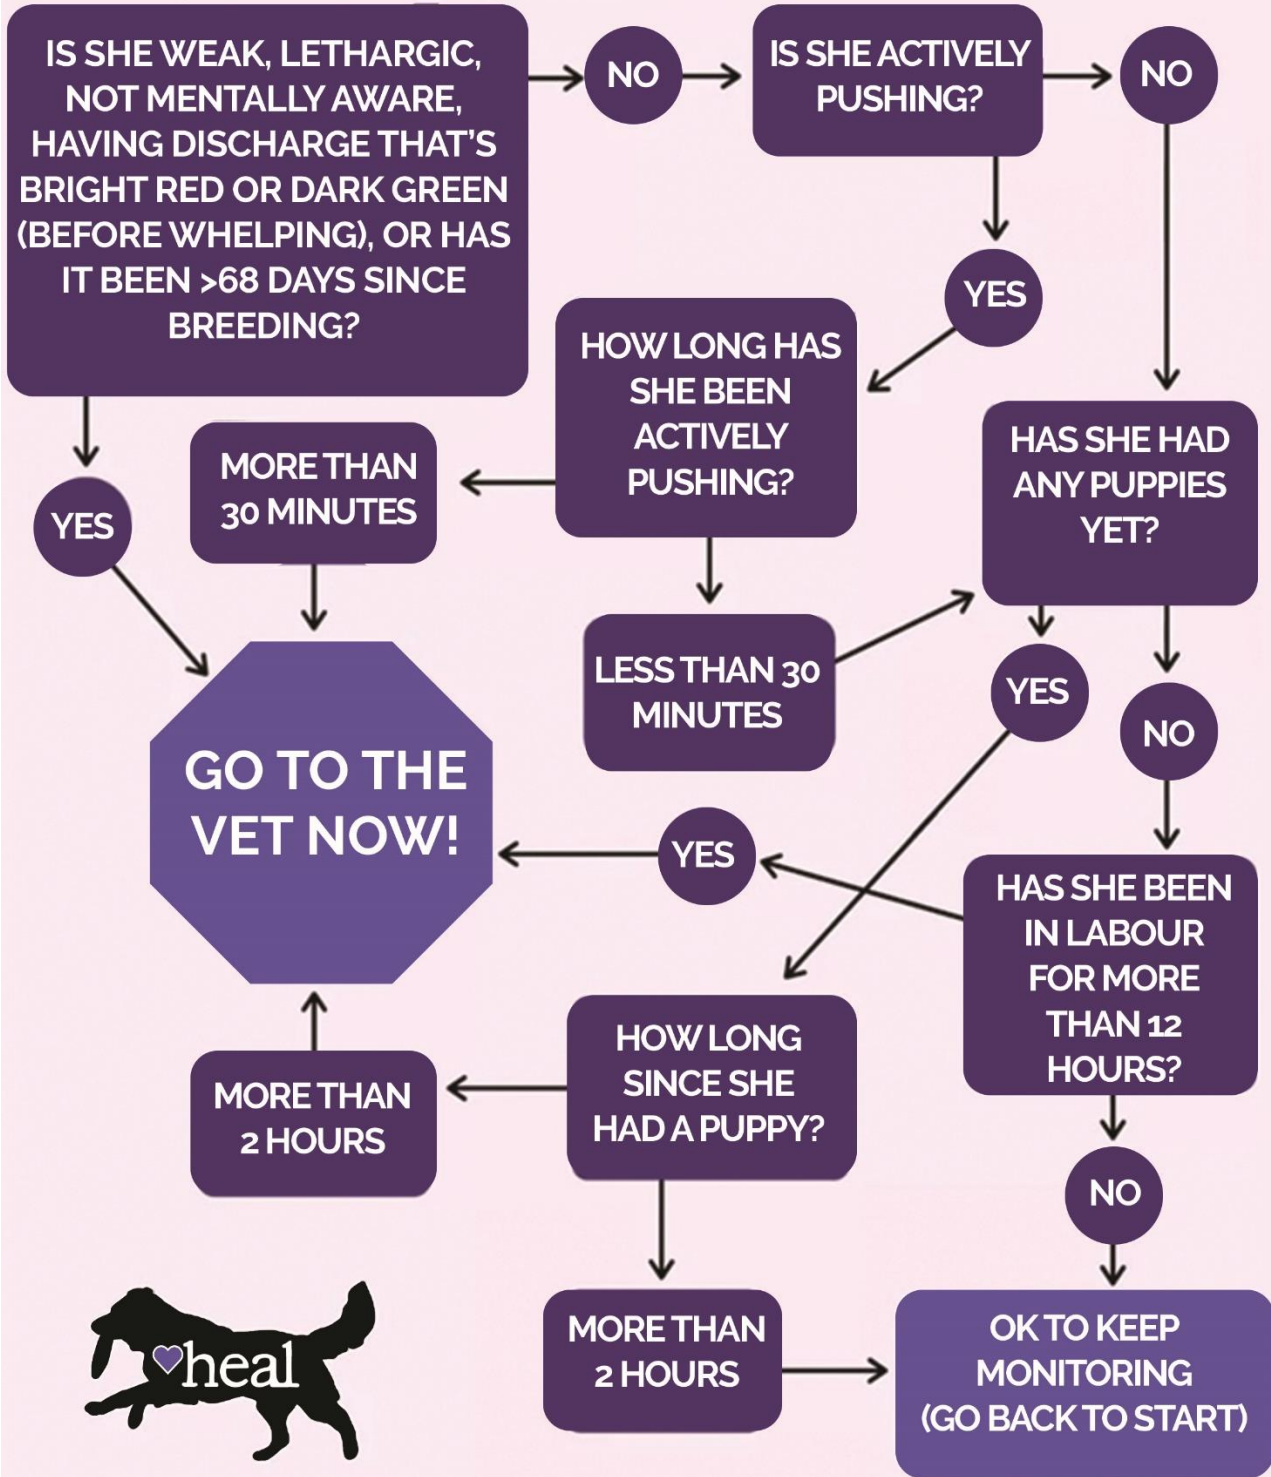 IS SHE WEAK, LETHARGIC,
NOT MENTALLY AWARE,
HAVING DISCHARGE THAT'S
BRIGHT RED OR DARK GREEN
(BEFORE WHELPING), OR HAS
IT BEEN >68 DAYS SINCE
BREEDING?
NO
IS SHE ACTIVELY
PUSHING?
NO
YES
HOW LONG HAS
SHE BEEN
ACTIVELY
PUSHING?
MORE THAN
30 MINUTES
YES
HAS SHE HAD
ANY PUPPIES
YET?
LESS THAN 30
MINUTES
YES
NO
GO TO THE
VET NOW!
YES
HAS SHE BEEN
IN LABOUR
FOR MORE
THAN 12
HOURS?
HOW LONG
SINCE SHE
HAD A PUPPY?
MORE THAN
2 HOURS
NO
MORE THAN
2 HOURS
OK TO KEEP
MONITORING
(GO BACK TO START)
heal